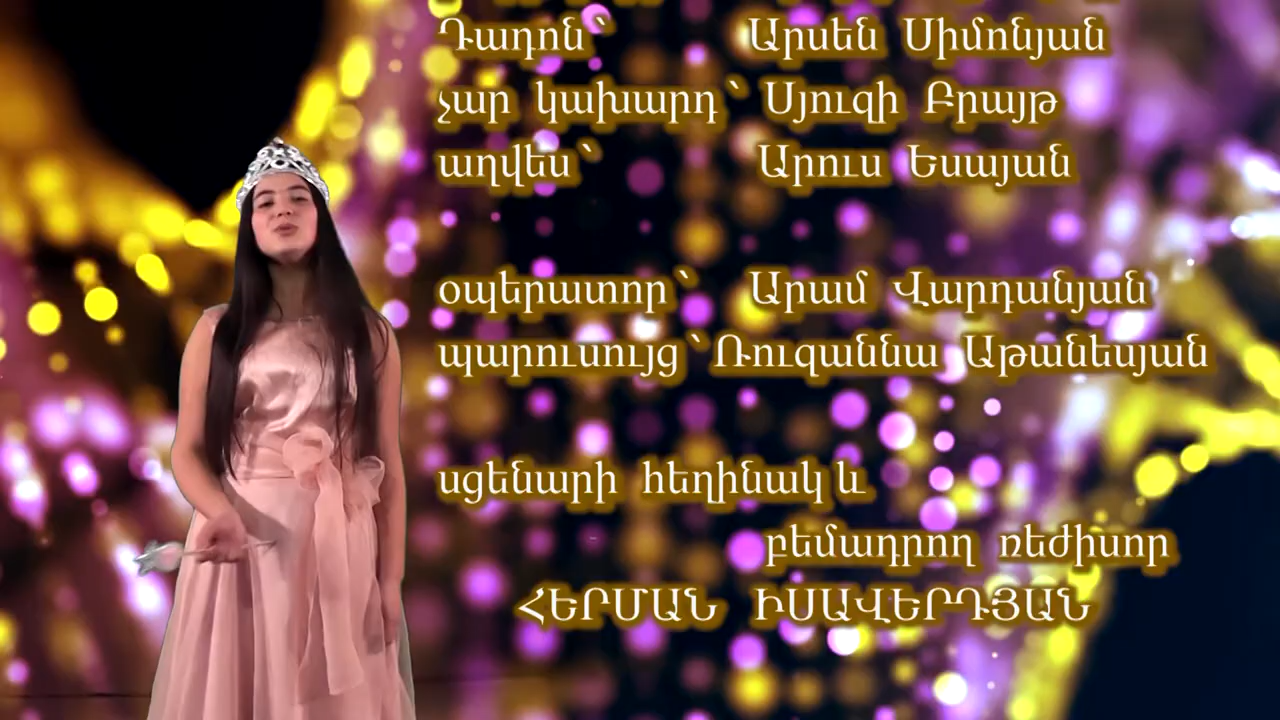 Դադոն՝ Արսեն Սիմոնյան
չար կախարդ՝ Սյուզի Բրայթ
աղվես՝ Արուս Եսայան
օպերատոր՝ Արամ Վարդանյան
պարուսույց՝ Ռուզաննա Աթանեսյան
սցենարի հեղինակ և
բեմադրող ռեժիսոր
ՀԵՐՄԱՆ ԻՍԱՎԵՐԴՅԱՆ